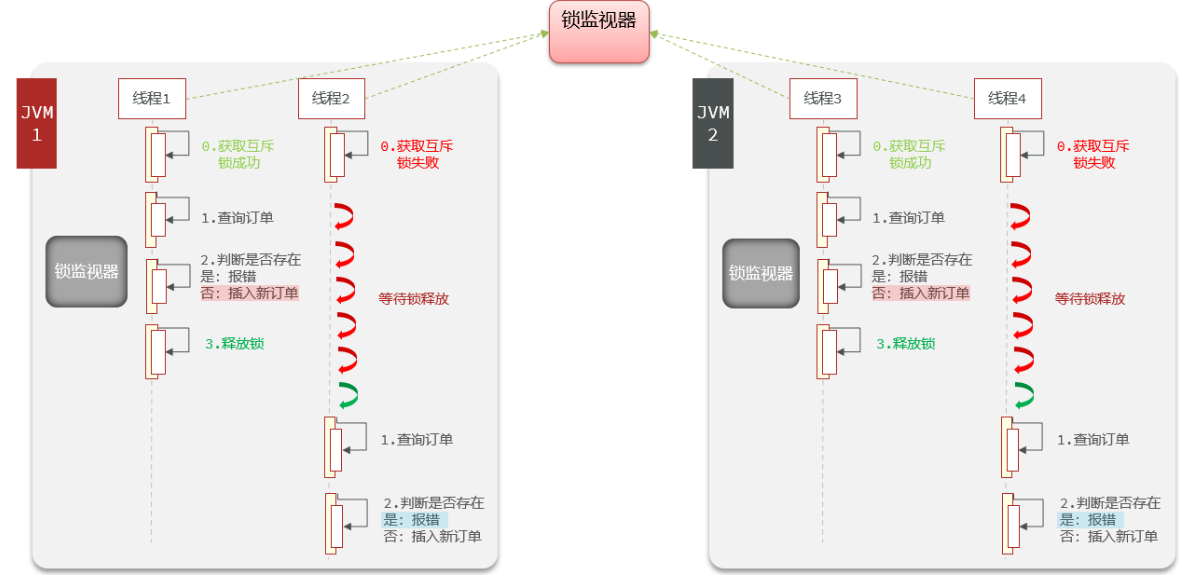 锁监视器
JVM
1
线程1
线程2
0.获取互斥
锁成功
0.获取互斥
锁失败
1.查询订单
锁监视器
2.判断是否存在
是：报错
否：插入新订单
等待锁释放
3.释放锁
1.查询订单
2.判断是否存在
是：报错
否：插入新订单
JVM
2
线程3
线程4
0.获取互斥
锁成功
0.获取互斥
锁失败
1.查询订单
锁监视器
2.判断是否存在
是：报错
否：插入新订单
等待锁释放
3.释放锁
1.查询订单
2.判断是否存在
是：报错
否：插入新订单